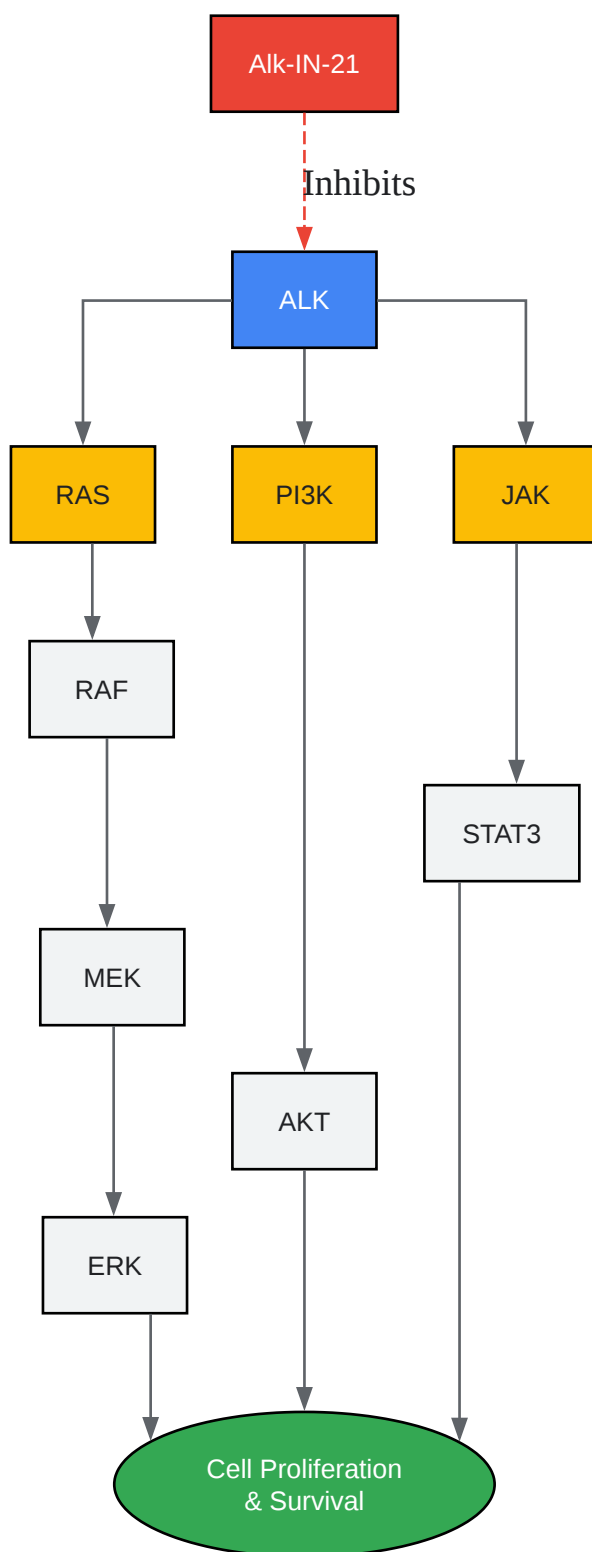 Alk-IN-21
Inhibits
ALK
RAS
PI3K
JAK
RAF
STAT3
MEK
AKT
ERK
Cell Proliferation
& Survival